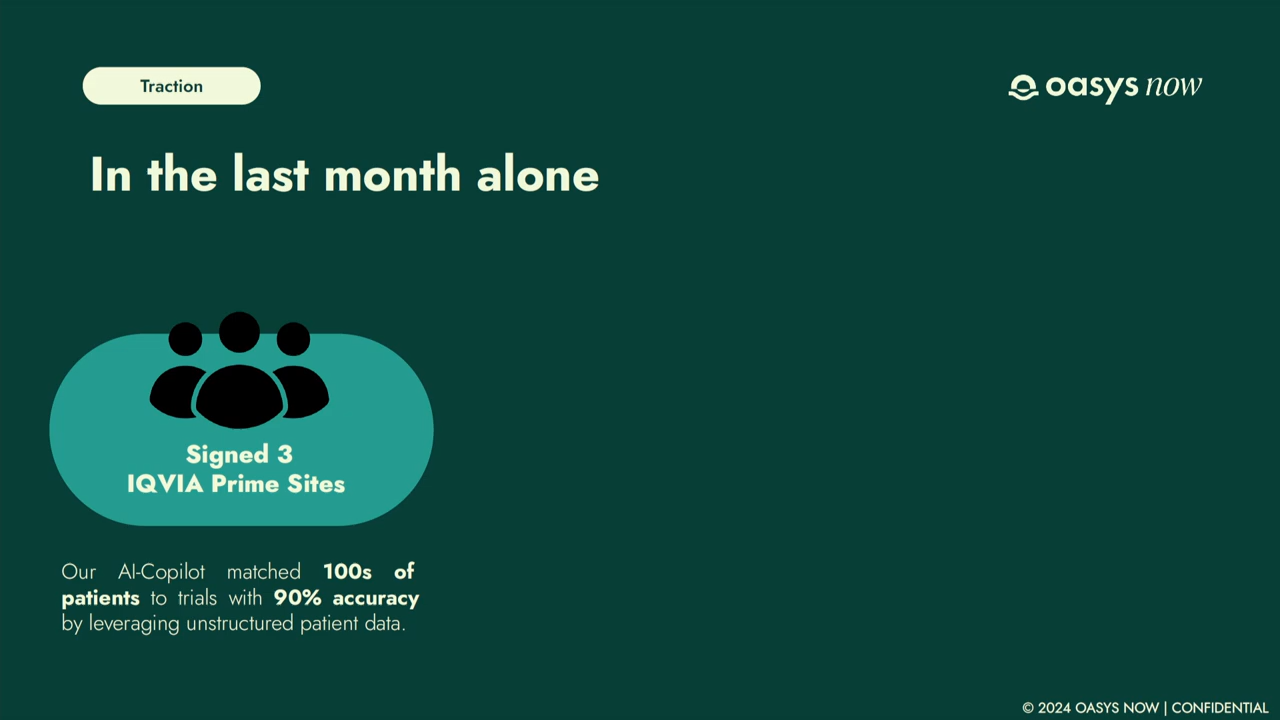 Traction
oasys now
In the last month alone
Signed 3
IQVIA Prime Sites
Our AI-Copilot matched 100s of
patients to trials with 90% accuracy
by leveraging unstructured patient data.
© 2024 OASYS NOW | CONFIDENTIAL